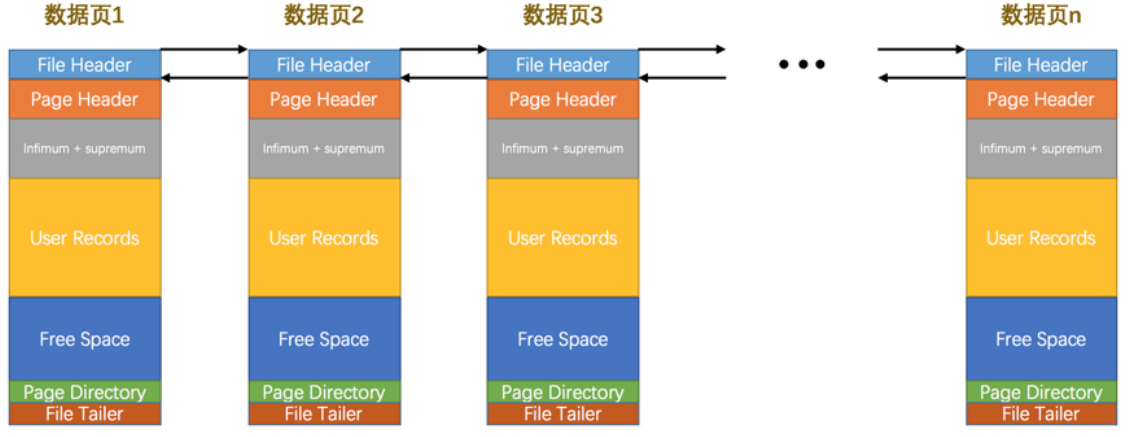 数据页1
File Header
Page Header
Infimum + supremum
User Records
Free Space
Page Directory
File Tailer
数据页2
File Header
Page Header
Infimum + supremum
User Records
Free Space
Page Directory
File Tailer
数据页3
File Header
Page Header
Infimum + supremum
User Records
Free Space
Page Directory
File Tailer
•••
数据页n
File Header
Page Header
Infimum + supremum
User Records
Free Space
Page Directory
File Tailer